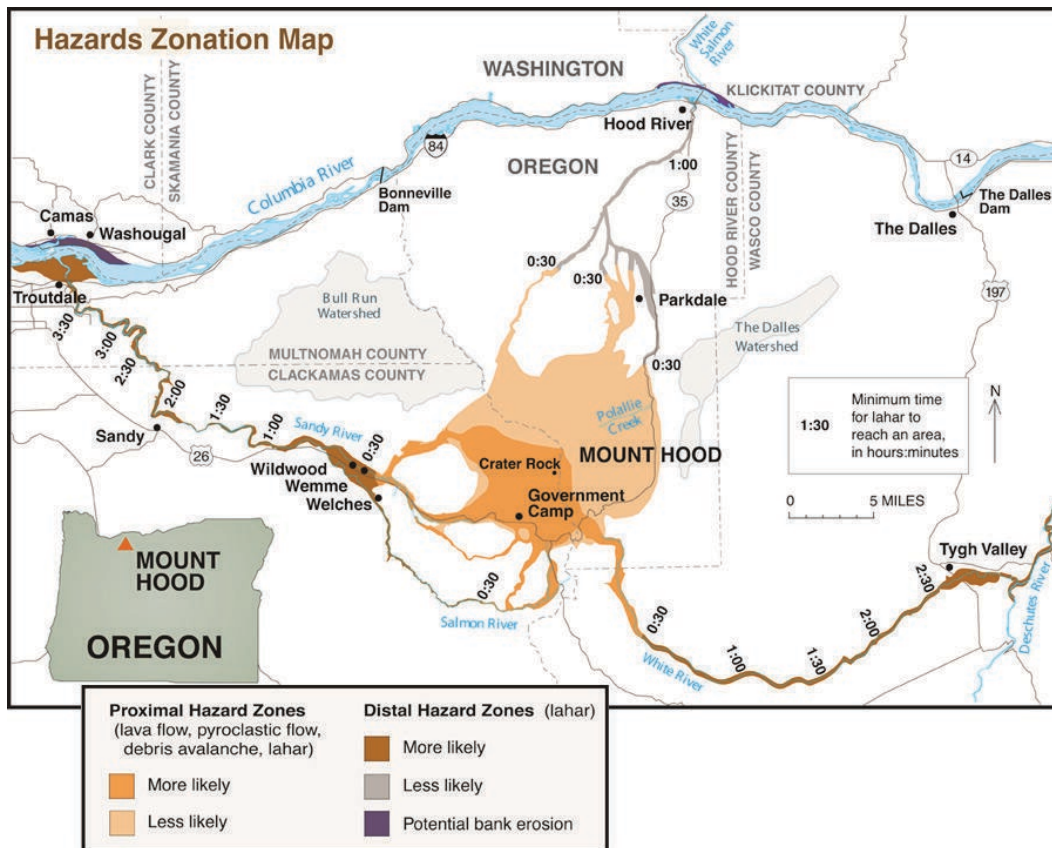 Hazards Zonation Map
White
Salmon
River
WASHINGTON
KLICKITAT COUNTY
CLARK COUNTY
SKAMANIA COUNTY
Hood River
84
OREGON
1:00
14
Columbia River
Bonneville
Dam
35
HOOD RIVER COUNTY
WASCO COUNTY
The Dalles
Dam
The Dalles
Camas
Washougal
Troutdale
0:30
0:30
Parkdale
197
Bull Run
Watershed
The Dalles
Watershed
3:30
3:00
2:30
2:00
1:30
1:00
0:30
MULTNOMAH COUNTY
CLACKAMAS COUNTY
0:30
Polallie
Creek
1:30
Minimum time
for lahar to
reach an area,
in hours:minutes
N
Sandy
26
Sandy River
MOUNT HOOD
Crater Rock
Wildwood
Wemme
Welches
Government
Camp
0 5 MILES
Tygh Valley
MOUNT
HOOD
OREGON
0:30
Salmon River
0:30
White River
1:00
1:30
2:00
2:30
Deschutes River
Proximal Hazard Zones
(lava flow, pyroclastic flow,
debris avalanche, lahar)
More likely
Less likely
Distal Hazard Zones (lahar)
More likely
Less likely
Potential bank erosion